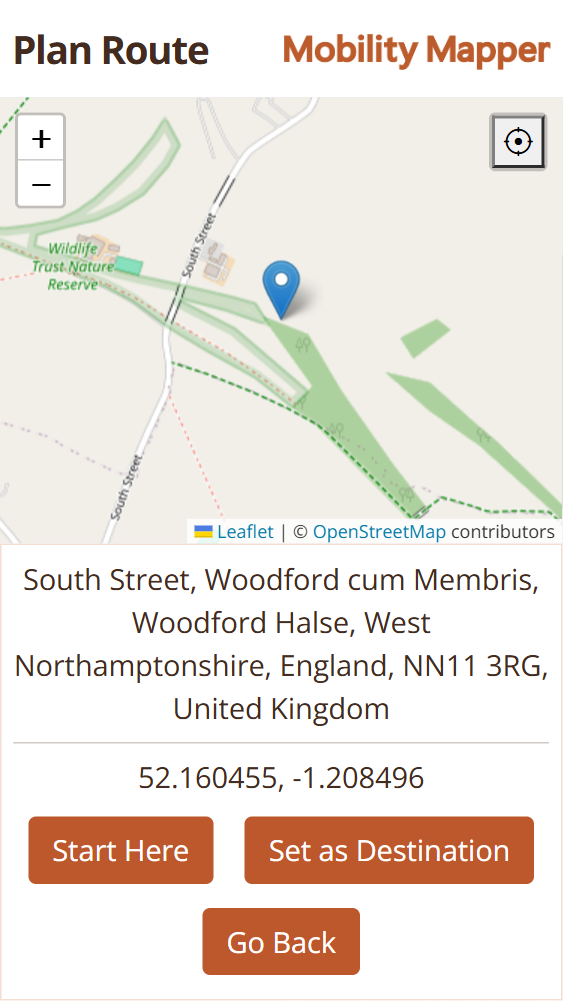 Plan Route
Mobility Mapper
+
−
South Street
Wildlife
Trust Nature
Reserve
South Street
Leaflet | © OpenStreetMap contributors
South Street, Woodford cum Membris,
Woodford Halse, West
Northamptonshire, England, NN11 3RG,
United Kingdom
52.160455, -1.208496
Start Here
Set as Destination
Go Back